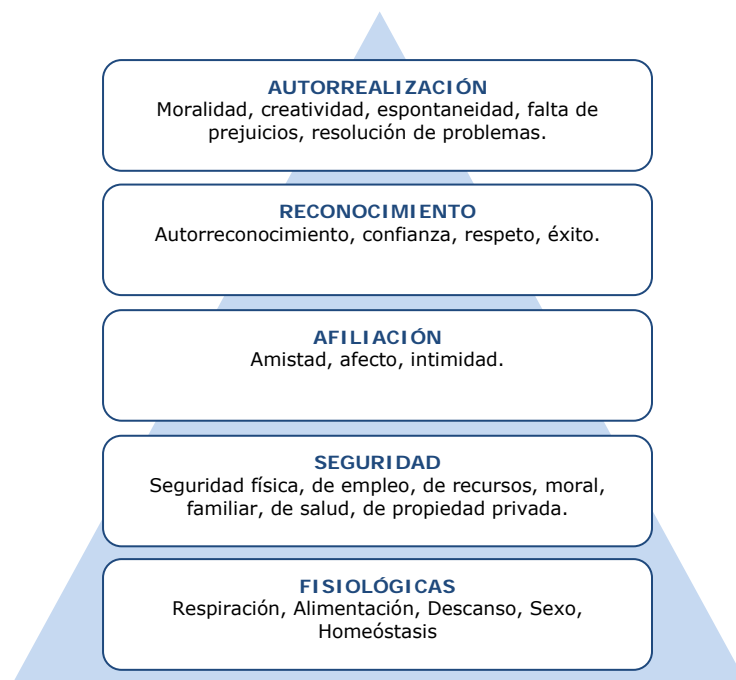 AUTORREALIZACIÓN
Moralidad, creatividad, espontaneidad, falta de
prejuicios, resolución de problemas.
RECONOCIMIENTO
Autorreconocimiento, confianza, respeto, éxito.
AFILIACIÓN
Amistad, afecto, intimidad.
SEGURIDAD
Seguridad física, de empleo, de recursos, moral,
familiar, de salud, de propiedad privada.
FISIOLÓGICAS
Respiración, Alimentación, Descanso, Sexo,
Homeóstasis